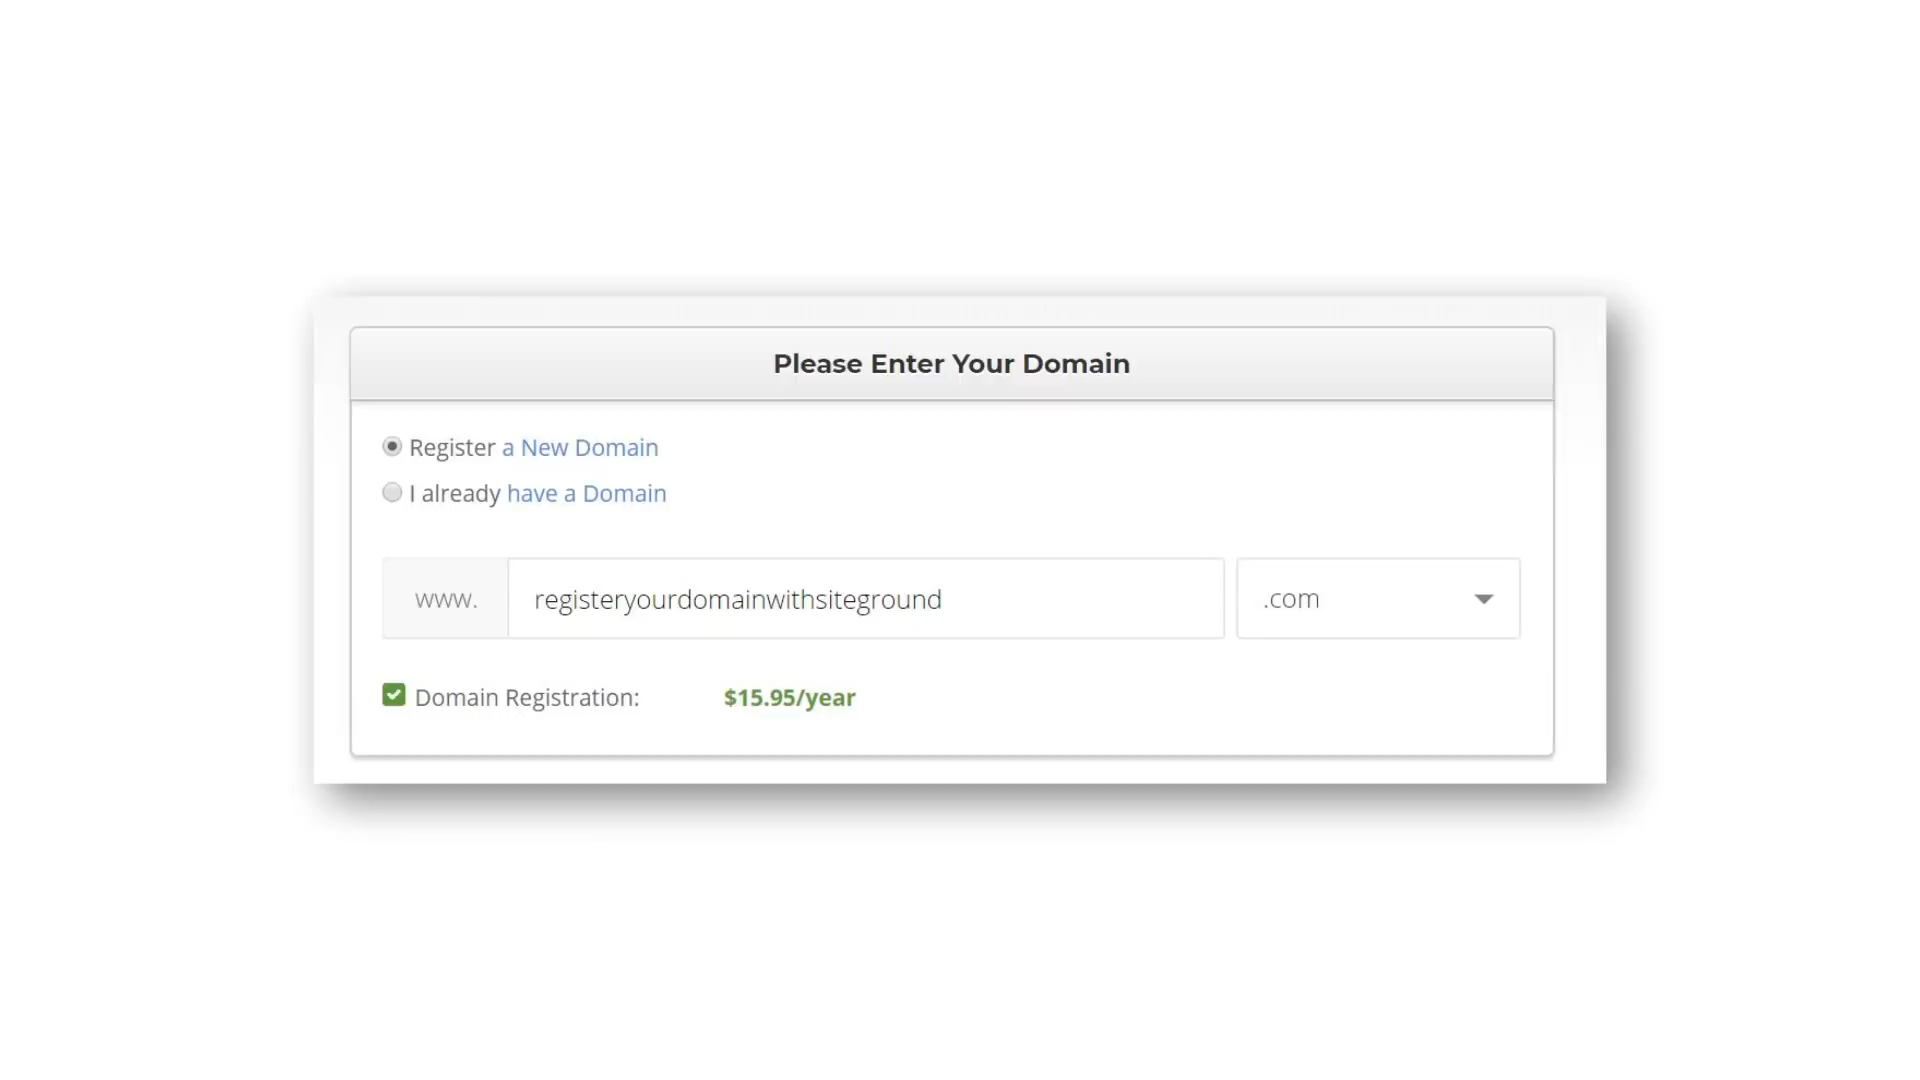 Please Enter Your Domain
Register a New Domain
I already have a Domain
www. registeryourdomainwithsiteground .com
Domain Registration: $15.95/year